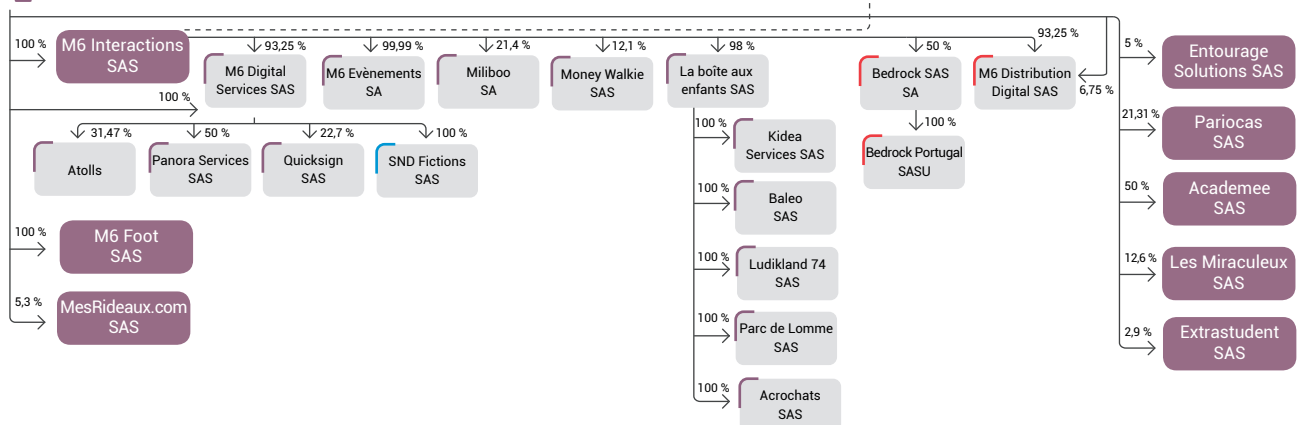 100 %
M6 Interactions
SAS
93,25 %
M6 Digital
Services SAS
99,99 %
M6 Evènements
SA
21,4 %
Miliboo
SA
12,1 %
Money Walkie
SAS
98 %
La boîte aux
enfants SAS
50 %
Bedrock SAS
SA
93,25 %
M6 Distribution
Digital SAS
6,75 %
5 %
Entourage
Solutions SAS
100 %
31,47 %
Atolls
50 %
Panora Services
SAS
22,7 %
Quicksign
SAS
100 %
SND Fictions
SAS
100 %
Kidea
Services SAS
100 %
Bedrock Portugal
SASU
21,31 %
Pariocas
SAS
100 %
Baleo
SAS
50 %
Academee
SAS
100 %
M6 Foot
SAS
100 %
Ludikland 74
SAS
12,6 %
Les Miraculeux
SAS
5,3 %
MesRideaux.com
SAS
100 %
Parc de Lomme
SAS
2,9 %
Extrastudent
SAS
100 %
Acrochats
SAS